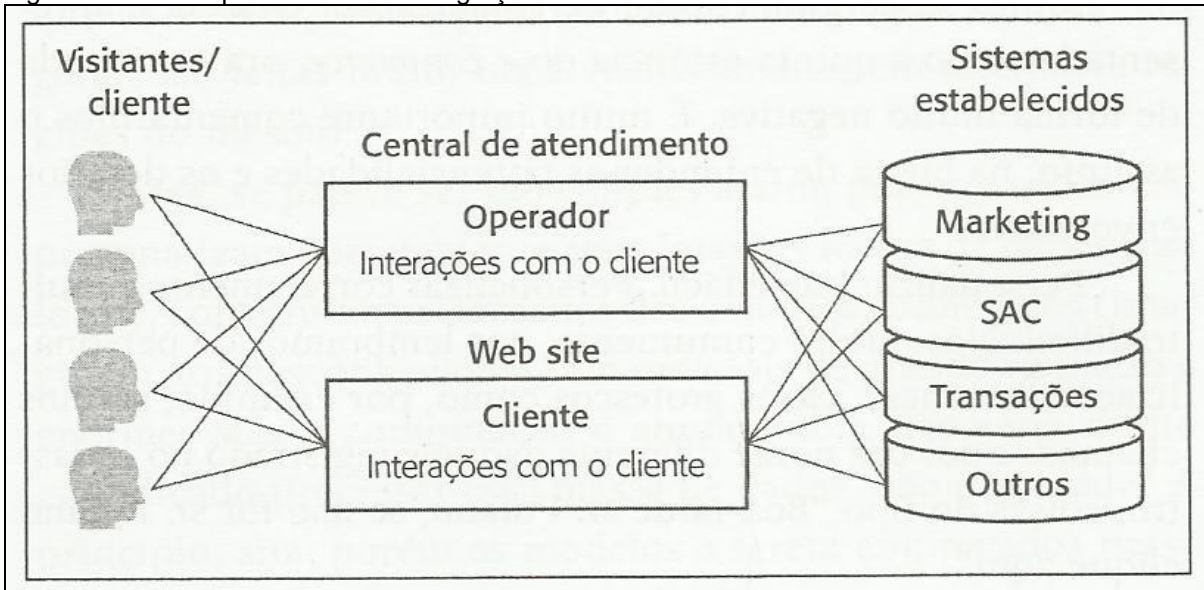 Visitantes/
cliente
Sistemas
estabelecidos
Central de atendimento
Operador
Interações com o cliente
Web site
Cliente
Interações com o cliente
Marketing
SAC
Transações
Outros